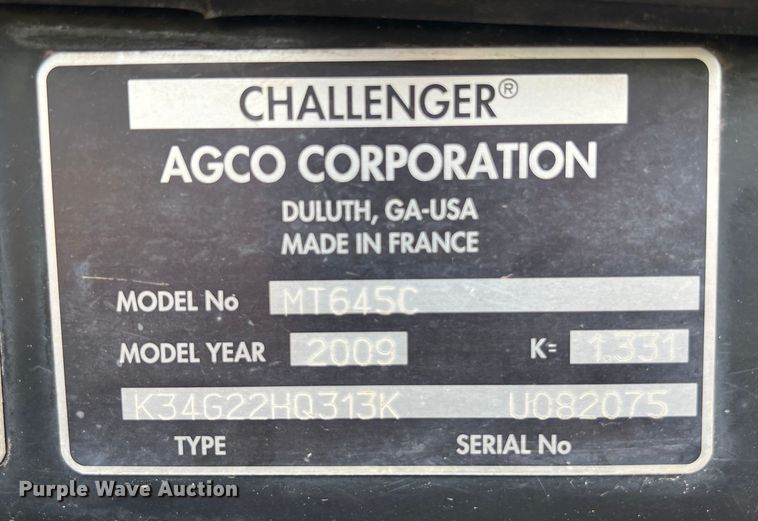 CHALLENGER®
AGCO CORPORATION
DULUTH, GA-USA
MADE IN FRANCE
MODEL No MT645C
MODEL YEAR 2009 K= 1.331
K34G22HQ313K U082075
TYPE SERIAL No
Purple Wave Auction